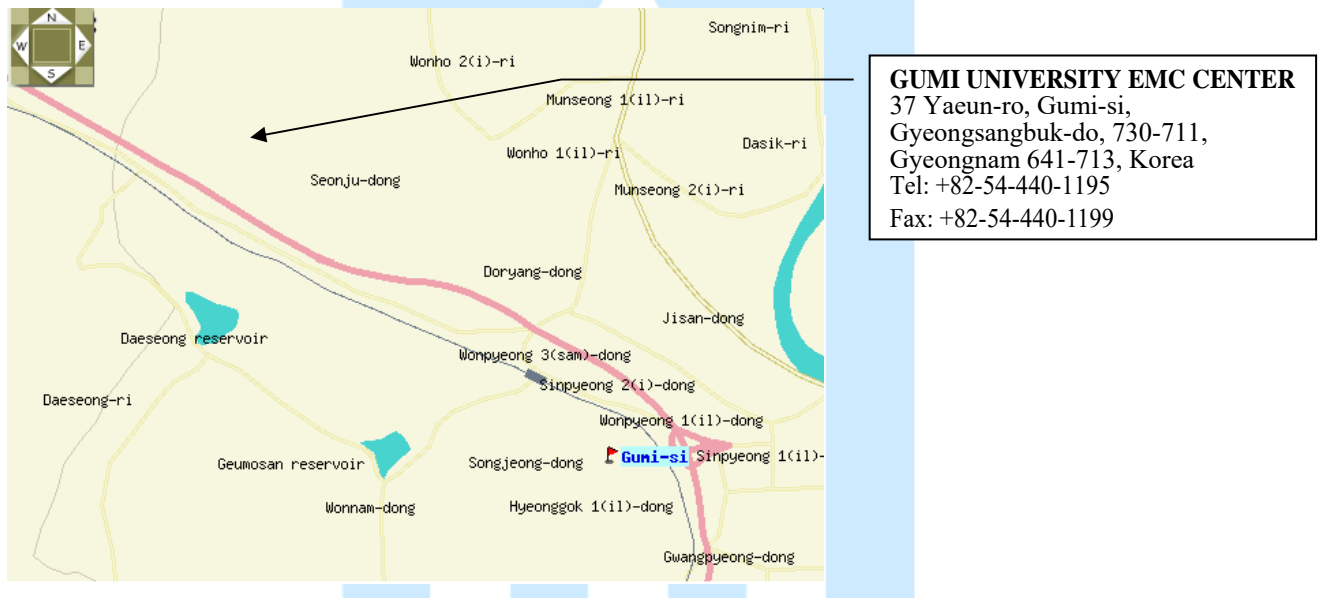 N
W
E
S
Songnim-ri
Wonho 2(i)-ri
Munseong 1(il)-ri
Dasik-ri
Wonho 1(il)-ri
Seonju-dong
Munseong 2(i)-ri
Doryang-dong
Jisan-dong
Daeseong reservoir
Wonpyeong 3(sam)-dong
Sinpyeong 2(i)-dong
Daeseong-ri
Wonpyeong 1(il)-dong
Gumi-si
Sinpyeong 1(il)-
Geumosan reservoir
Songjeong-dong
Wonnam-dong
Hyeonggok 1(il)-dong
Gwangpyeong-dong
GUMI UNIVERSITY EMC CENTER
37 Yaeun-ro, Gumi-si,
Gyeongsangbuk-do, 730-711,
Gyeongnam 641-713, Korea
Tel: +82-54-440-1195
Fax: +82-54-440-1199